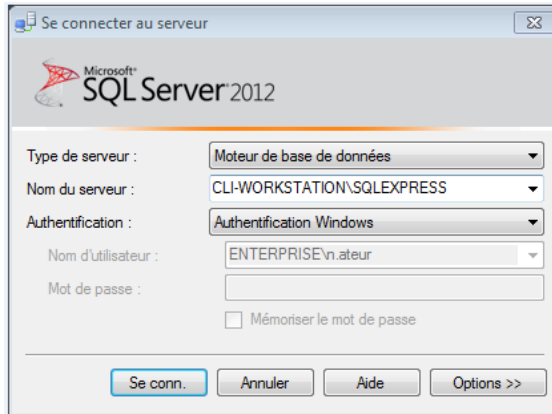 Se connecter au serveur
Microsoft®
SQL Server® 2012
Type de serveur : Moteur de base de données
Nom du serveur : CLI-WORKSTATION\SQLEXPRESS
Authentification : Authentification Windows
Nom d'utilisateur : ENTERPRISE\n.ateur
Mot de passe :
Mémoriser le mot de passe
Se conn. Annuler Aide Options >>